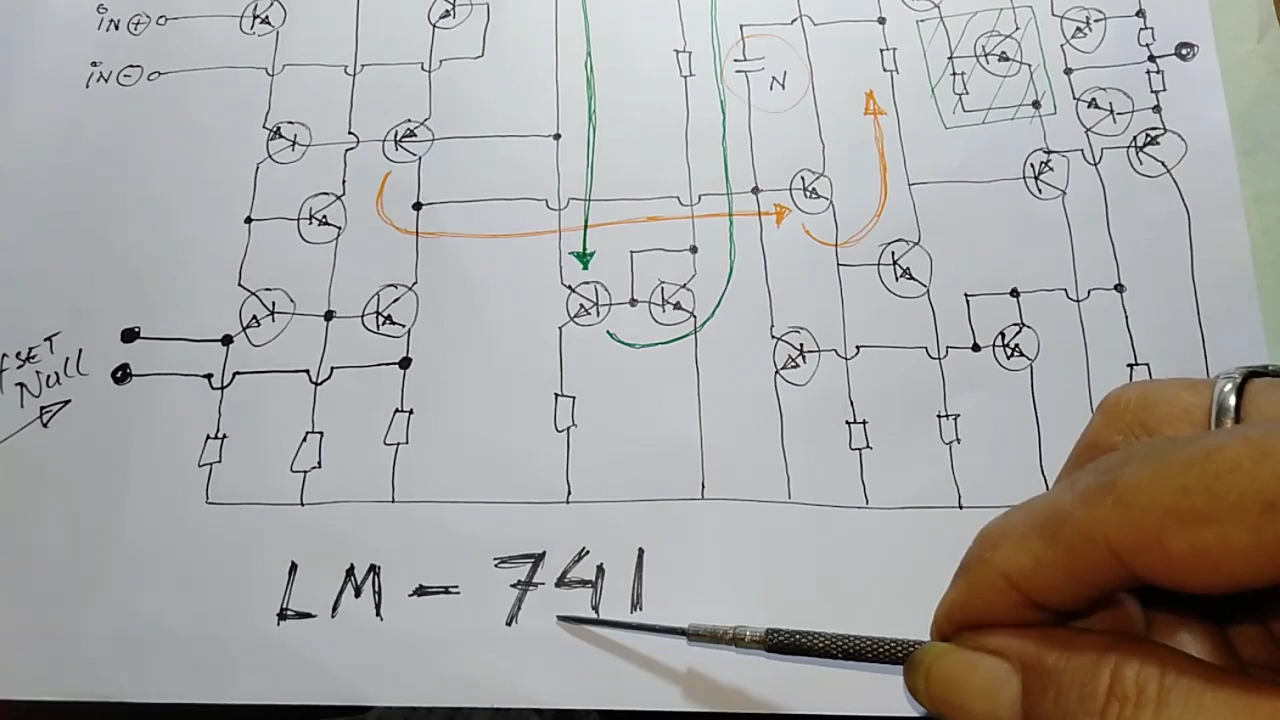 iN +
iN -
N
fSET
Null
LM - 741